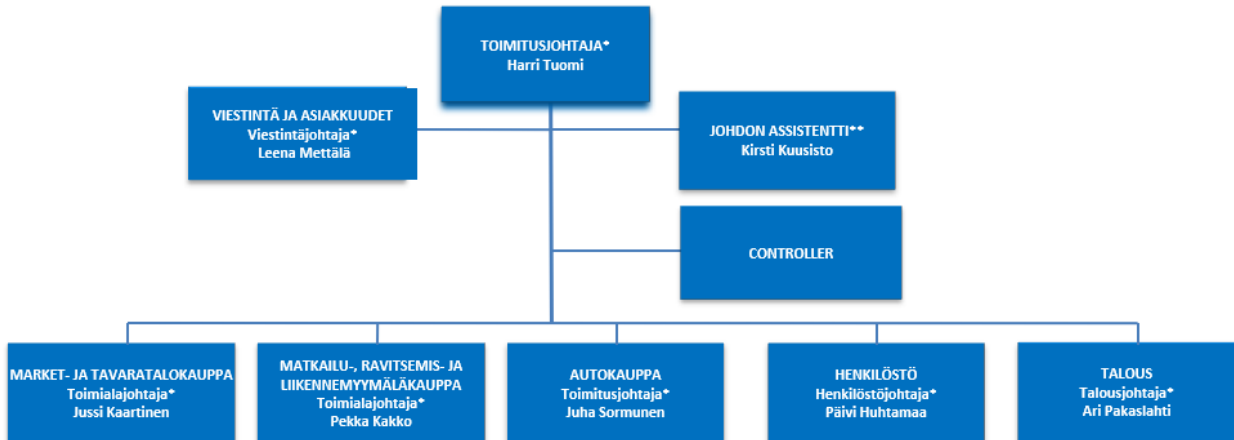 TOIMITUSJOHTAJA*
Harri Tuomi
VIESTINTÄ JA ASIAKKUUDET
Viestintäjohtaja*
Leena Mettälä
JOHDON ASSISTENTTI**
Kirsti Kuusisto
CONTROLLER
MARKET- JA TAVARATALOKAUPPA
Toimialajohtaja*
Jussi Kaartinen
MATKAILU-, RAVITSEMIS- JA
LIIKENNEMYYMÄLÄKAUPPA
Toimialajohtaja*
Pekka Kakko
AUTOKAUPPA
Toimitusjohtaja*
Juha Sormunen
HENKILÖSTÖ
Henkilöstöjohtaja*
Päivi Huhtamaa
TALOUS
Talousjohtaja*
Ari Pakaslahti